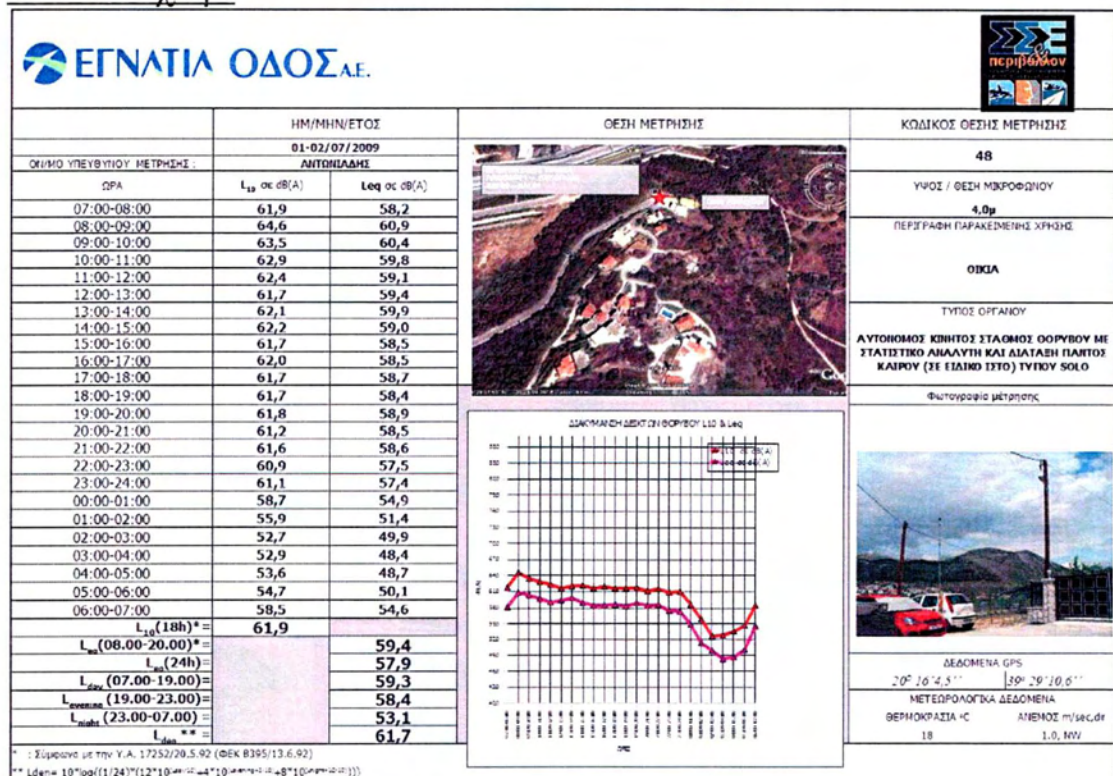 ΕΓΝΑΤΙΑ ΟΔΟΣ Α.Ε.
ΣΣΕ
&
περιβάλλον
ΗΜ/ΜΗΝ/ΕΤΟΣ
ΘΕΣΗ ΜΕΤΡΗΣΗΣ
ΚΩΔΙΚΟΣ ΘΕΣΗΣ ΜΕΤΡΗΣΗΣ
01-02/07/2009
48
ΟΝ/ΜΟ ΥΠΕΥΘΥΝΟΥ ΜΕΤΡΗΣΗΣ :
ΑΝΤΩΝΙΑΔΗΣ
ΩΡΑ L10 σε dB(A) Leq σε dB(A)
07:00-08:00 61,9 58,2
08:00-09:00 64,6 60,9
09:00-10:00 63,5 60,4
10:00-11:00 62,9 59,8
11:00-12:00 62,4 59,1
12:00-13:00 61,7 59,4
13:00-14:00 62,1 59,9
14:00-15:00 62,2 59,0
15:00-16:00 61,7 58,5
16:00-17:00 62,0 58,5
17:00-18:00 61,7 58,7
18:00-19:00 61,7 58,4
19:00-20:00 61,8 58,9
20:00-21:00 61,2 58,5
21:00-22:00 61,6 58,6
22:00-23:00 60,9 57,5
23:00-24:00 61,1 57,4
00:00-01:00 58,7 54,9
01:00-02:00 55,9 51,4
02:00-03:00 52,7 49,9
03:00-04:00 52,9 48,4
04:00-05:00 53,6 48,7
05:00-06:00 54,7 50,1
06:00-07:00 58,5 54,6
L10(18h)*= 61,9
Leq(08.00-20.00)*= 59,4
Leq(24h)= 57,9
Lday (07.00-19.00)= 59,3
Levening (19.00-23.00)= 58,4
Lnight (23.00-07.00) = 53,1
Lden ** = 61,7
ΥΨΟΣ / ΘΕΣΗ ΜΙΚΡΟΦΩΝΟΥ
4,0μ
ΠΕΡΙΓΡΑΦΗ ΠΑΡΑΚΕΙΜΕΝΗΣ ΧΡΗΣΗΣ
ΟΙΚΙΑ
ΤΥΠΟΣ ΟΡΓΑΝΟΥ
ΑΥΤΟΝΟΜΟΣ ΚΙΝΗΤΟΣ ΣΤΑΘΜΟΣ ΘΟΡΥΒΟΥ ΜΕ
ΣΤΑΤΙΣΤΙΚΟ ΑΝΑΛΥΤΗ ΚΑΙ ΔΙΑΤΑΞΗ ΠΑΝΤΟΣ
ΚΑΙΡΟΥ (ΣΕ ΕΙΔΙΚΟ ΙΣΤΟ) ΤΥΠΟΥ SOLO
Φωτογραφία μέτρησης
ΔΙΑΚΥΜΑΝΣΗ ΔΕΙΚΤΩΝ ΘΟΡΥΒΟΥ L10 & Leq
ΔΕΔΟΜΕΝΑ GPS
20° 16'4,5'' 39° 29'10,6''
ΜΕΤΕΩΡΟΛΟΓΙΚΑ ΔΕΔΟΜΕΝΑ
ΘΕΡΜΟΚΡΑΣΙΑ °C ΑΝΕΜΟΣ m/sec,dr
18 1.0, NW
* : Σύμφωνα με την Υ.Α. 17252/20.5.92 (ΦΕΚ Β395/13.6.92)